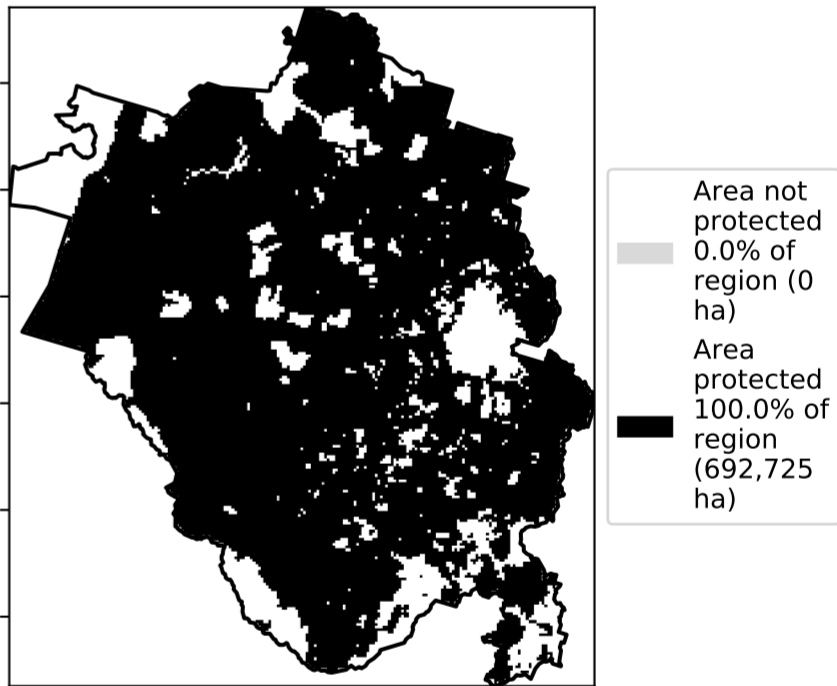 Area not
protected
0.0% of
region (0
ha)
Area
protected
100.0% of
region
(692,725
ha)